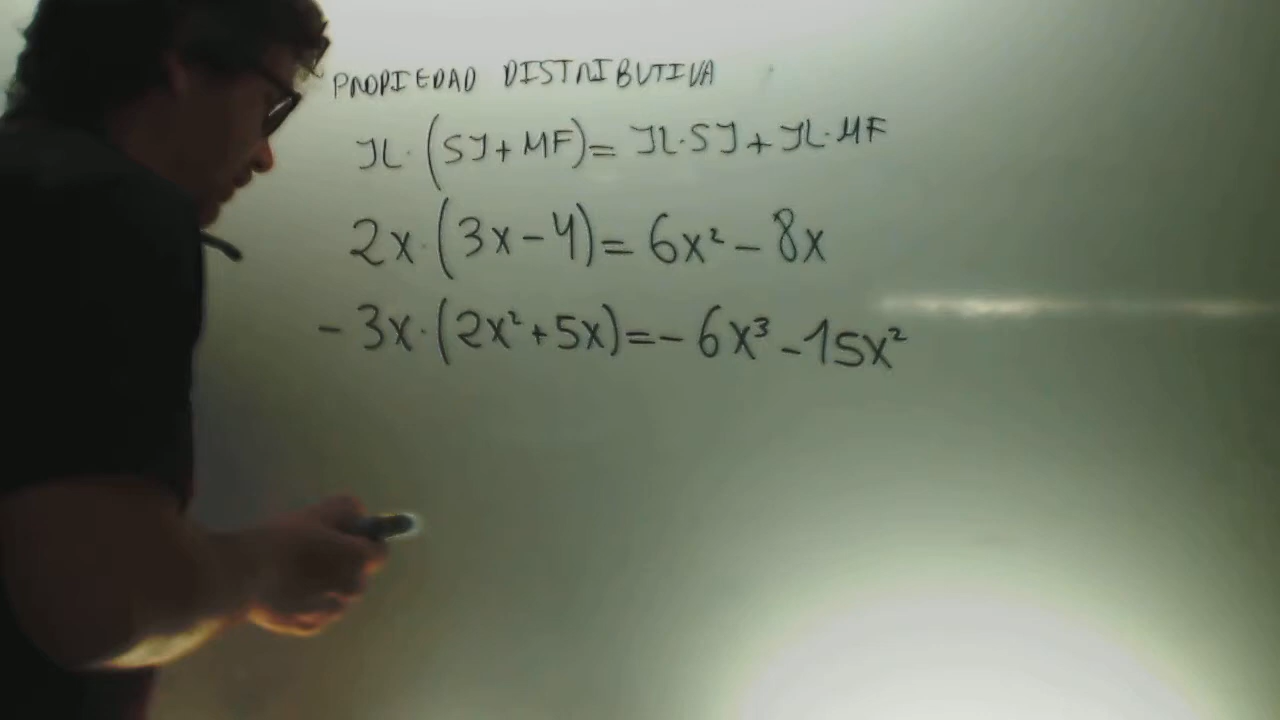 PROPIEDAD DISTRIBUTIVA
JL·(SJ+MF)=JL·SJ+JL·MF
2x·(3x-4)=6x²-8x
-3x·(2x²+5x)=-6x³-15x²